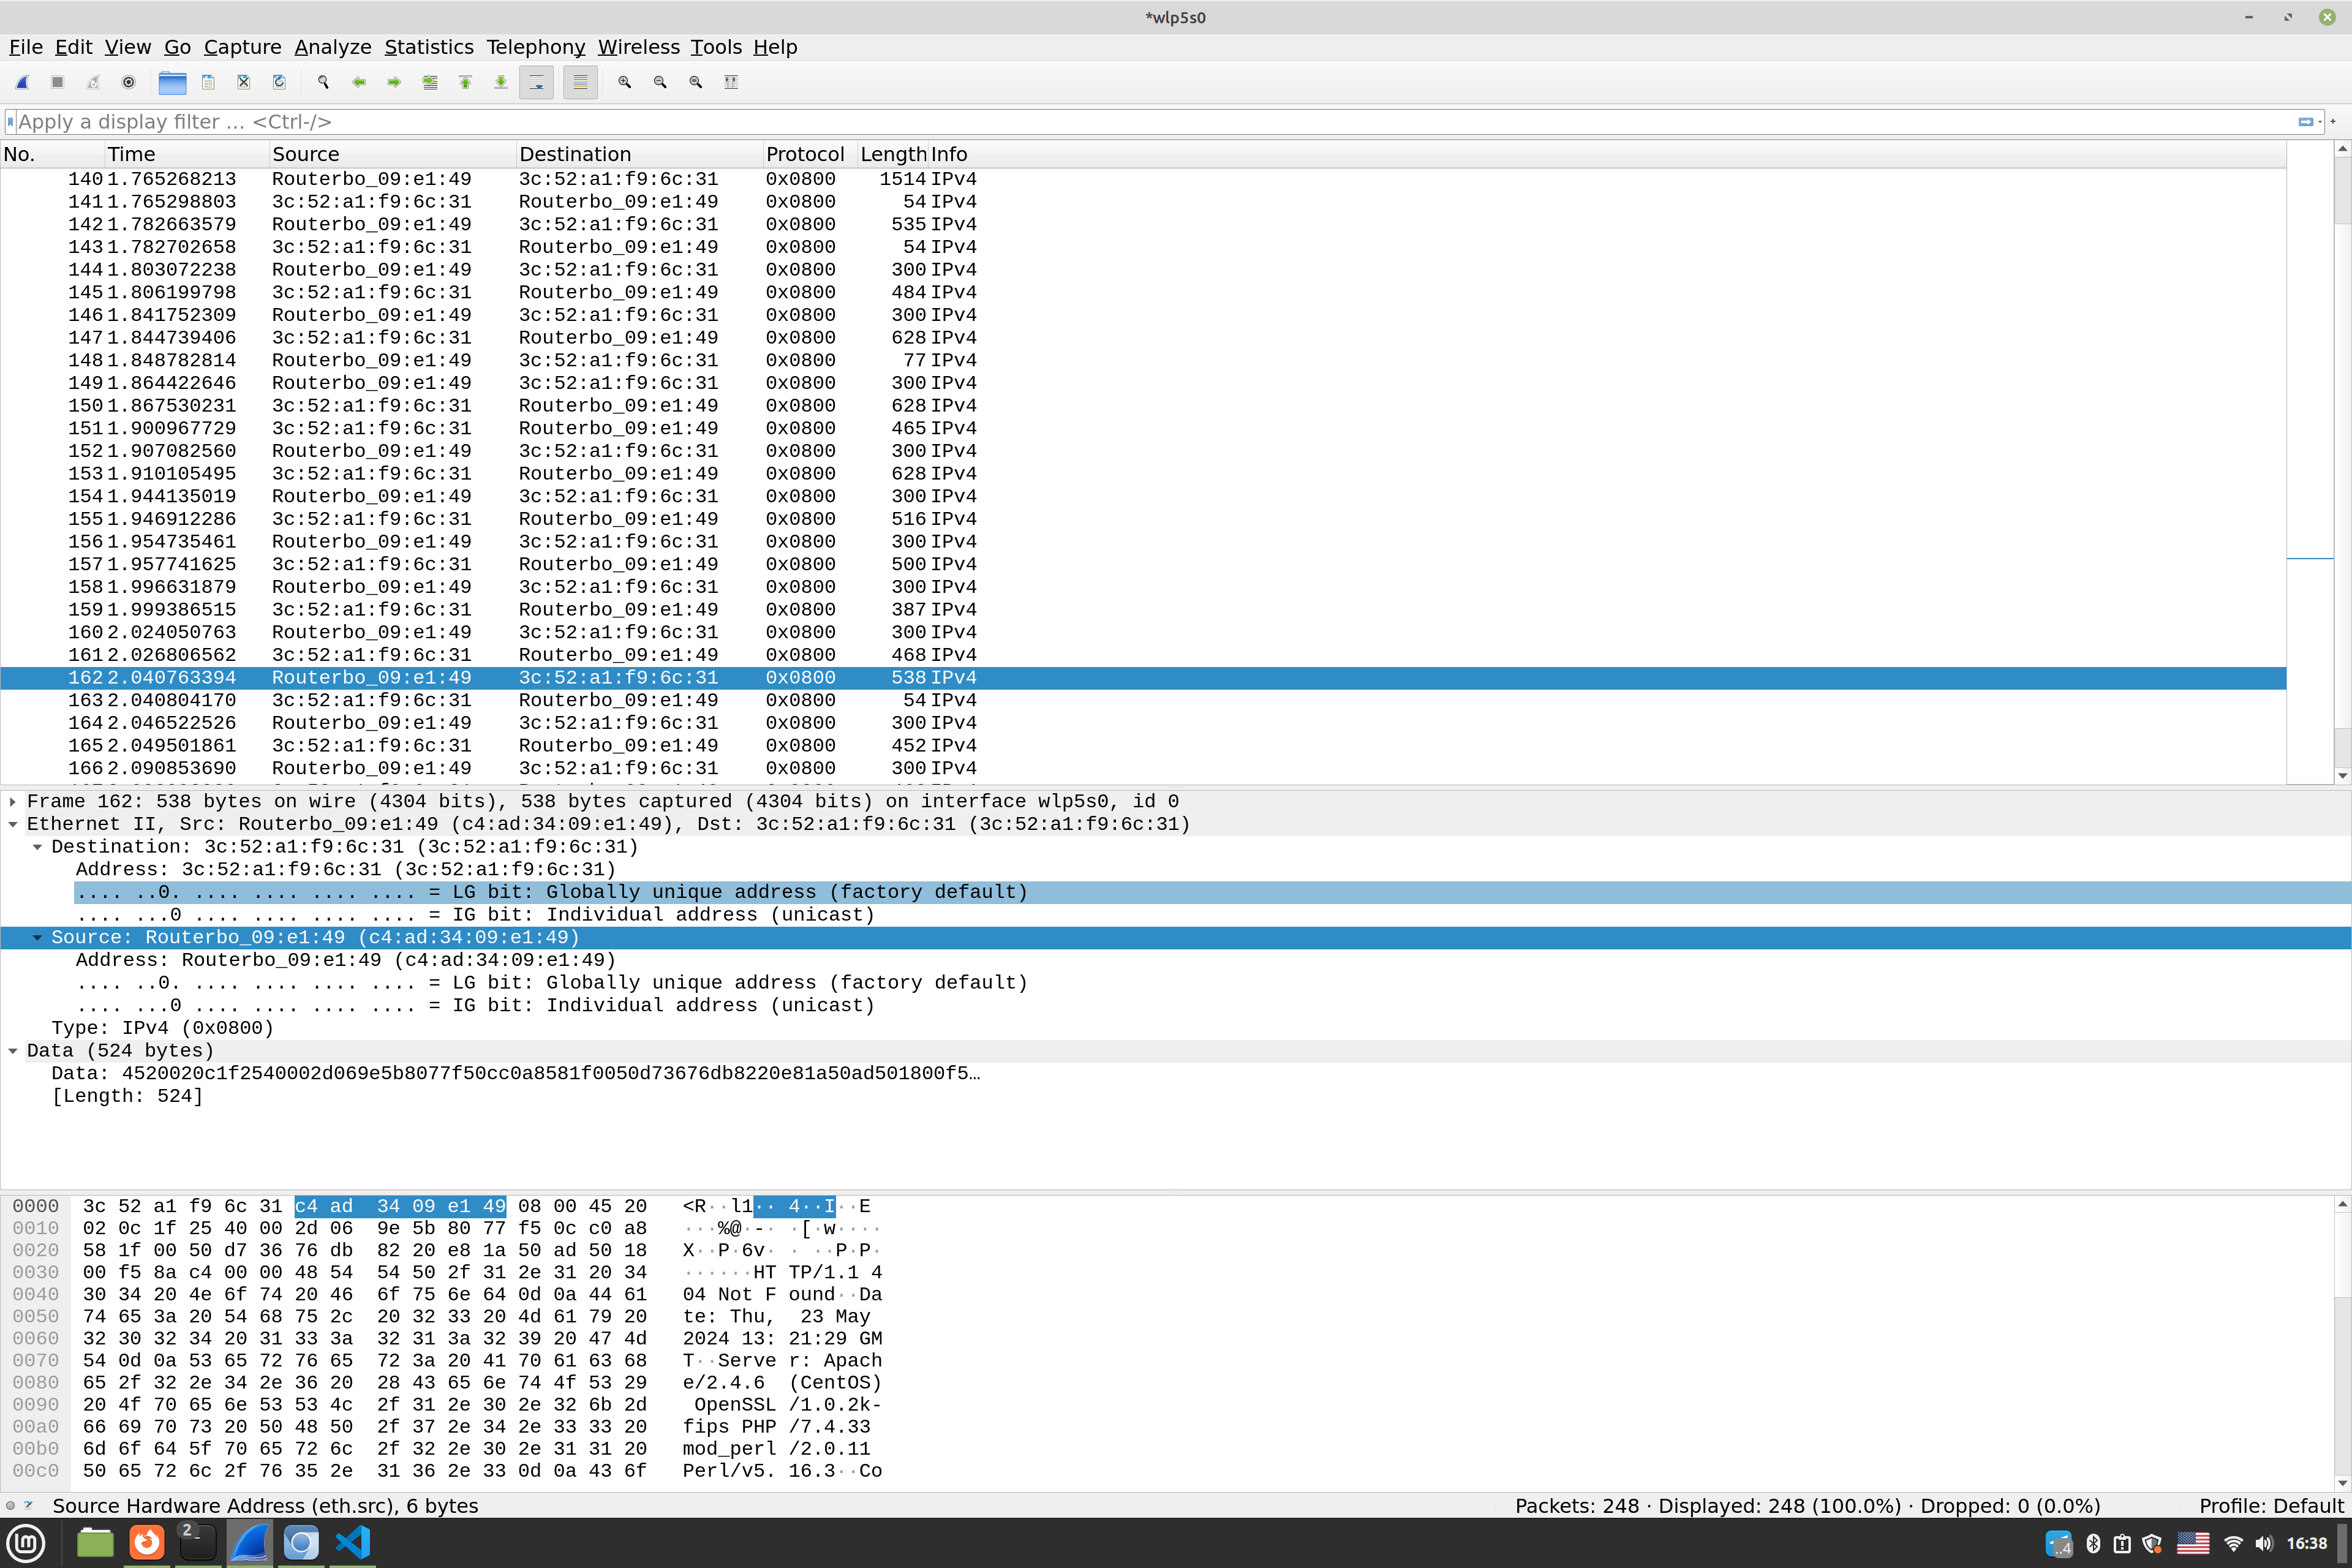 *wlp5s0
File Edit View Go Capture Analyze Statistics Telephony Wireless Tools Help
Apply a display filter ... <Ctrl-/>
No. Time Source Destination Protocol Length Info
140 1.765268213 Routerbo_09:e1:49 3c:52:a1:f9:6c:31 0x0800 1514 IPv4
141 1.765298803 3c:52:a1:f9:6c:31 Routerbo_09:e1:49 0x0800 54 IPv4
142 1.782663579 Routerbo_09:e1:49 3c:52:a1:f9:6c:31 0x0800 535 IPv4
143 1.782702658 3c:52:a1:f9:6c:31 Routerbo_09:e1:49 0x0800 54 IPv4
144 1.803072238 Routerbo_09:e1:49 3c:52:a1:f9:6c:31 0x0800 300 IPv4
145 1.806199798 3c:52:a1:f9:6c:31 Routerbo_09:e1:49 0x0800 484 IPv4
146 1.841752309 Routerbo_09:e1:49 3c:52:a1:f9:6c:31 0x0800 300 IPv4
147 1.844739406 3c:52:a1:f9:6c:31 Routerbo_09:e1:49 0x0800 628 IPv4
148 1.848782814 Routerbo_09:e1:49 3c:52:a1:f9:6c:31 0x0800 77 IPv4
149 1.864422646 Routerbo_09:e1:49 3c:52:a1:f9:6c:31 0x0800 300 IPv4
150 1.867530231 3c:52:a1:f9:6c:31 Routerbo_09:e1:49 0x0800 628 IPv4
151 1.900967729 3c:52:a1:f9:6c:31 Routerbo_09:e1:49 0x0800 465 IPv4
152 1.907082560 Routerbo_09:e1:49 3c:52:a1:f9:6c:31 0x0800 300 IPv4
153 1.910105495 3c:52:a1:f9:6c:31 Routerbo_09:e1:49 0x0800 628 IPv4
154 1.944135019 Routerbo_09:e1:49 3c:52:a1:f9:6c:31 0x0800 300 IPv4
155 1.946912286 3c:52:a1:f9:6c:31 Routerbo_09:e1:49 0x0800 516 IPv4
156 1.954735461 Routerbo_09:e1:49 3c:52:a1:f9:6c:31 0x0800 300 IPv4
157 1.957741625 3c:52:a1:f9:6c:31 Routerbo_09:e1:49 0x0800 500 IPv4
158 1.996631879 Routerbo_09:e1:49 3c:52:a1:f9:6c:31 0x0800 300 IPv4
159 1.999386515 3c:52:a1:f9:6c:31 Routerbo_09:e1:49 0x0800 387 IPv4
160 2.024050763 Routerbo_09:e1:49 3c:52:a1:f9:6c:31 0x0800 300 IPv4
161 2.026806562 3c:52:a1:f9:6c:31 Routerbo_09:e1:49 0x0800 468 IPv4
162 2.040763394 Routerbo_09:e1:49 3c:52:a1:f9:6c:31 0x0800 538 IPv4
163 2.040804170 3c:52:a1:f9:6c:31 Routerbo_09:e1:49 0x0800 54 IPv4
164 2.046522526 Routerbo_09:e1:49 3c:52:a1:f9:6c:31 0x0800 300 IPv4
165 2.049501861 3c:52:a1:f9:6c:31 Routerbo_09:e1:49 0x0800 452 IPv4
166 2.090853690 Routerbo_09:e1:49 3c:52:a1:f9:6c:31 0x0800 300 IPv4
Frame 162: 538 bytes on wire (4304 bits), 538 bytes captured (4304 bits) on interface wlp5s0, id 0
Ethernet II, Src: Routerbo_09:e1:49 (c4:ad:34:09:e1:49), Dst: 3c:52:a1:f9:6c:31 (3c:52:a1:f9:6c:31)
Destination: 3c:52:a1:f9:6c:31 (3c:52:a1:f9:6c:31)
Address: 3c:52:a1:f9:6c:31 (3c:52:a1:f9:6c:31)
.... ..0. .... .... .... .... = LG bit: Globally unique address (factory default)
.... ...0 .... .... .... .... = IG bit: Individual address (unicast)
Source: Routerbo_09:e1:49 (c4:ad:34:09:e1:49)
Address: Routerbo_09:e1:49 (c4:ad:34:09:e1:49)
.... ..0. .... .... .... .... = LG bit: Globally unique address (factory default)
.... ...0 .... .... .... .... = IG bit: Individual address (unicast)
Type: IPv4 (0x0800)
Data (524 bytes)
Data: 4520020c1f2540002d069e5b8077f50cc0a8581f0050d73676db8220e81a50ad501800f5…
[Length: 524]
0000 3c 52 a1 f9 6c 31 c4 ad 34 09 e1 49 08 00 45 20 <R··l1·· 4··I··E
0010 02 0c 1f 25 40 00 2d 06 9e 5b 80 77 f5 0c c0 a8 ···%@·-· ·[·w····
0020 58 1f 00 50 d7 36 76 db 82 20 e8 1a 50 ad 50 18 X··P·6v· · ··P·P·
0030 00 f5 8a c4 00 00 48 54 54 50 2f 31 2e 31 20 34 ······HT TP/1.1 4
0040 30 34 20 4e 6f 74 20 46 6f 75 6e 64 0d 0a 44 61 04 Not F ound··Da
0050 74 65 3a 20 54 68 75 2c 20 32 33 20 4d 61 79 20 te: Thu, 23 May
0060 32 30 32 34 20 31 33 3a 32 31 3a 32 39 20 47 4d 2024 13: 21:29 GM
0070 54 0d 0a 53 65 72 76 65 72 3a 20 41 70 61 63 68 T··Serve r: Apach
0080 65 2f 32 2e 34 2e 36 20 28 43 65 6e 74 4f 53 29 e/2.4.6 (CentOS)
0090 20 4f 70 65 6e 53 53 4c 2f 31 2e 30 2e 32 6b 2d OpenSSL /1.0.2k-
00a0 66 69 70 73 20 50 48 50 2f 37 2e 34 2e 33 33 20 fips PHP /7.4.33
00b0 6d 6f 64 5f 70 65 72 6c 2f 32 2e 30 2e 31 31 20 mod_perl /2.0.11
00c0 50 65 72 6c 2f 76 35 2e 31 36 2e 33 0d 0a 43 6f Perl/v5. 16.3··Co
Source Hardware Address (eth.src), 6 bytes
Packets: 248 · Displayed: 248 (100.0%) · Dropped: 0 (0.0%)
Profile: Default
2
..4
16:38